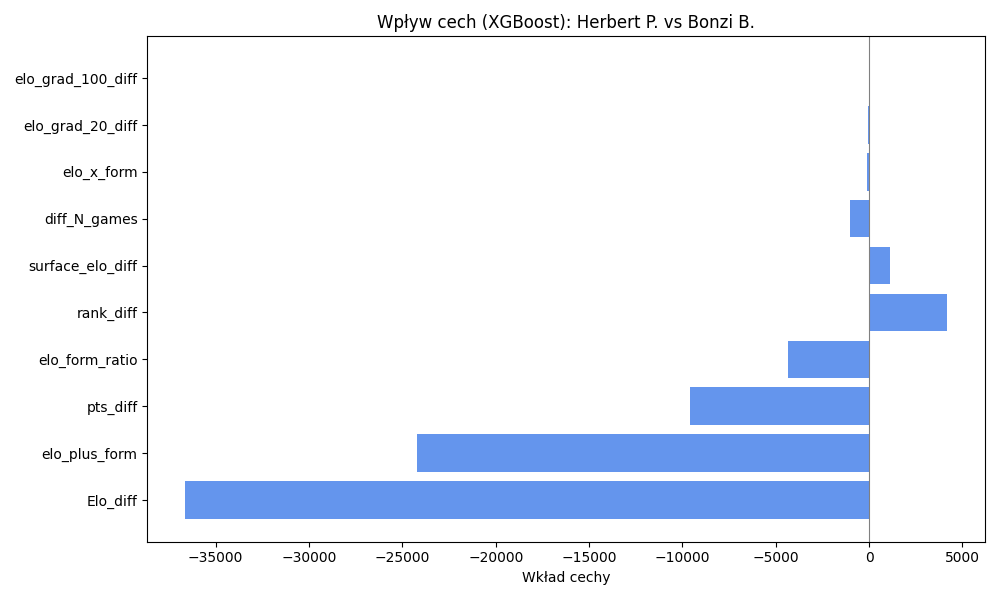 Wpływ cech (XGBoost): Herbert P. vs Bonzi B.
elo_grad_100_diff
elo_grad_20_diff
elo_x_form
diff_N_games
surface_elo_diff
rank_diff
elo_form_ratio
pts_diff
elo_plus_form
Elo_diff
−35000 −30000 −25000 −20000 −15000 −10000 −5000 0 5000
Wkład cechy